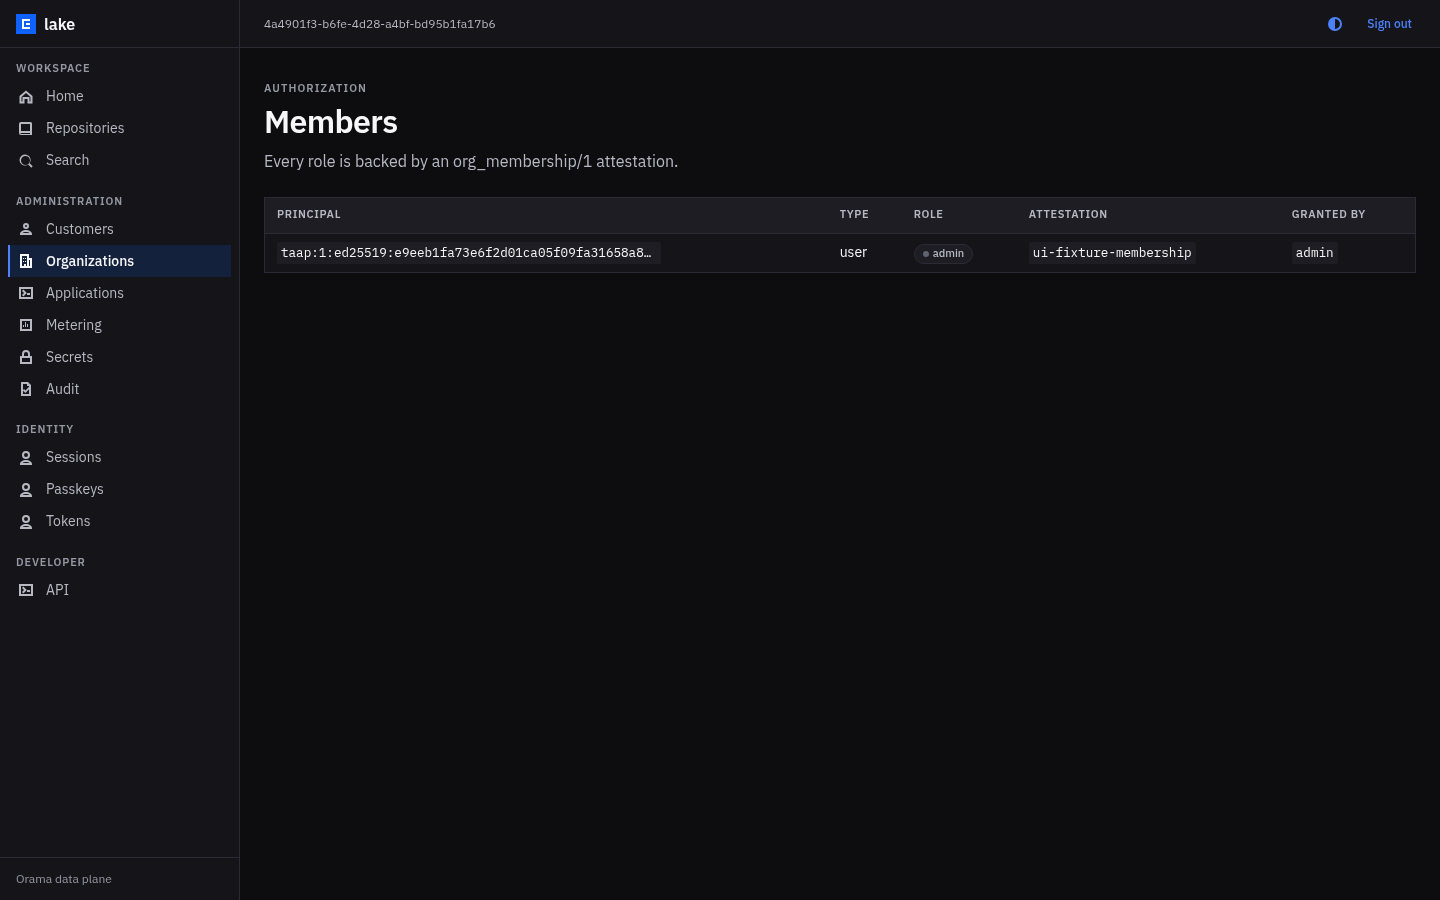 lake
4a4901f3-b6fe-4d28-a4bf-bd95b1fa17b6
Sign out
WORKSPACE
Home
Repositories
Search
ADMINISTRATION
Customers
Organizations
Applications
Metering
Secrets
Audit
IDENTITY
Sessions
Passkeys
Tokens
DEVELOPER
API
Orama data plane
AUTHORIZATION
Members
Every role is backed by an org_membership/1 attestation.
PRINCIPAL TYPE ROLE ATTESTATION GRANTED BY
taap:1:ed25519:e9eeb1fa73e6f2d01ca05f09fa31658a8… user admin ui-fixture-membership admin